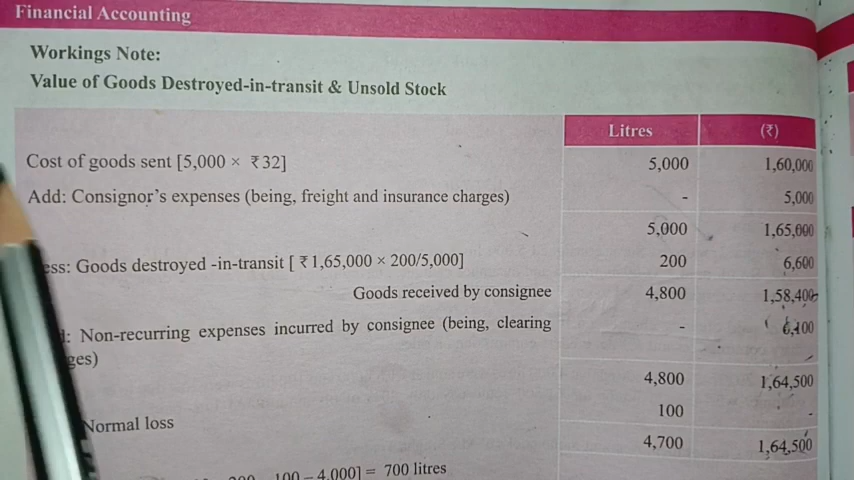 Financial Accounting
Workings Note:
Value of Goods Destroyed-in-transit & Unsold Stock
Litres (₹)
Cost of goods sent [5,000 × ₹32] 5,000 1,60,000
Add: Consignor's expenses (being, freight and insurance charges) - 5,000
5,000 1,65,000
ess: Goods destroyed -in-transit [ ₹1,65,000 × 200/5,000] 200 6,600
Goods received by consignee 4,800 1,58,400
: Non-recurring expenses incurred by consignee (being, clearing - 6,100
ges)
4,800 1,64,500
100 -
Normal loss
4,700 1,64,500
100 – 4,000] = 700 litres